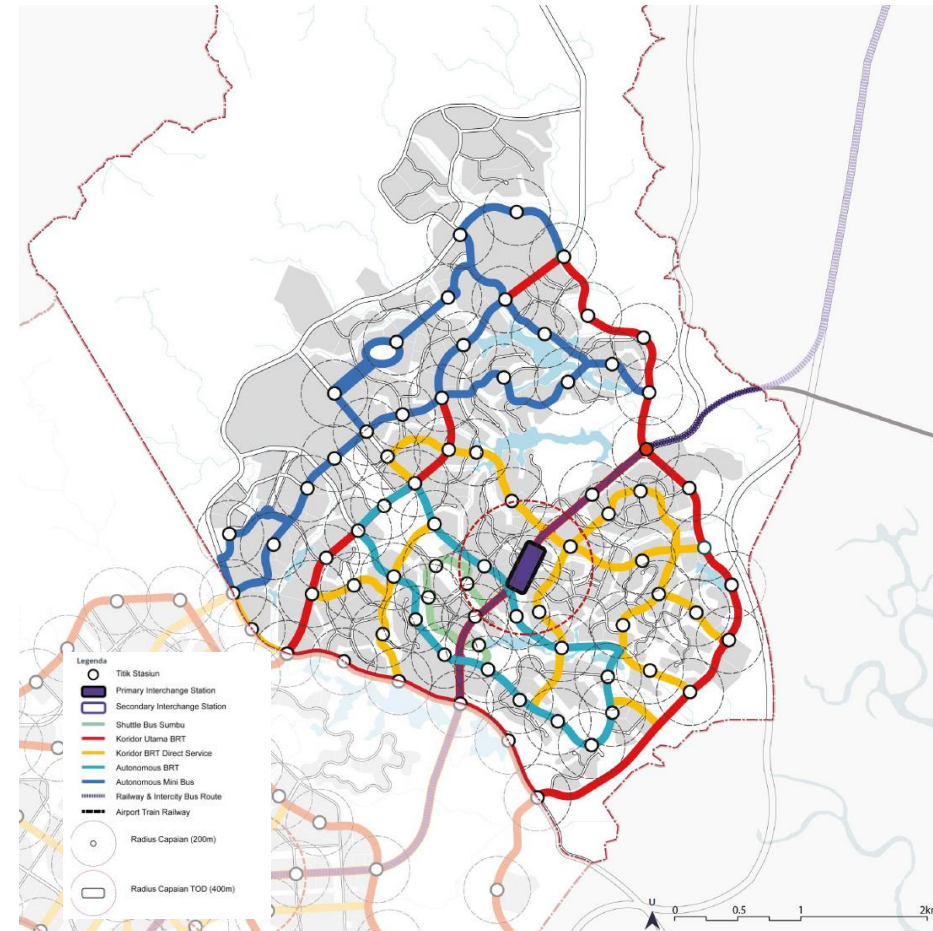 Legenda
Titik Stasiun
Primary Interchange Station
Secondary Interchange Station
Shuttle Bus Sumbu
Koridor Utama BRT
Koridor BRT Direct Service
Autonomous BRT
Autonomous Mini Bus
Railway & Intercity Bus Route
Airport Train Railway
Radius Capaian (200m)
Radius Capaian TOD (400m)
U
0 0.5 1 2km